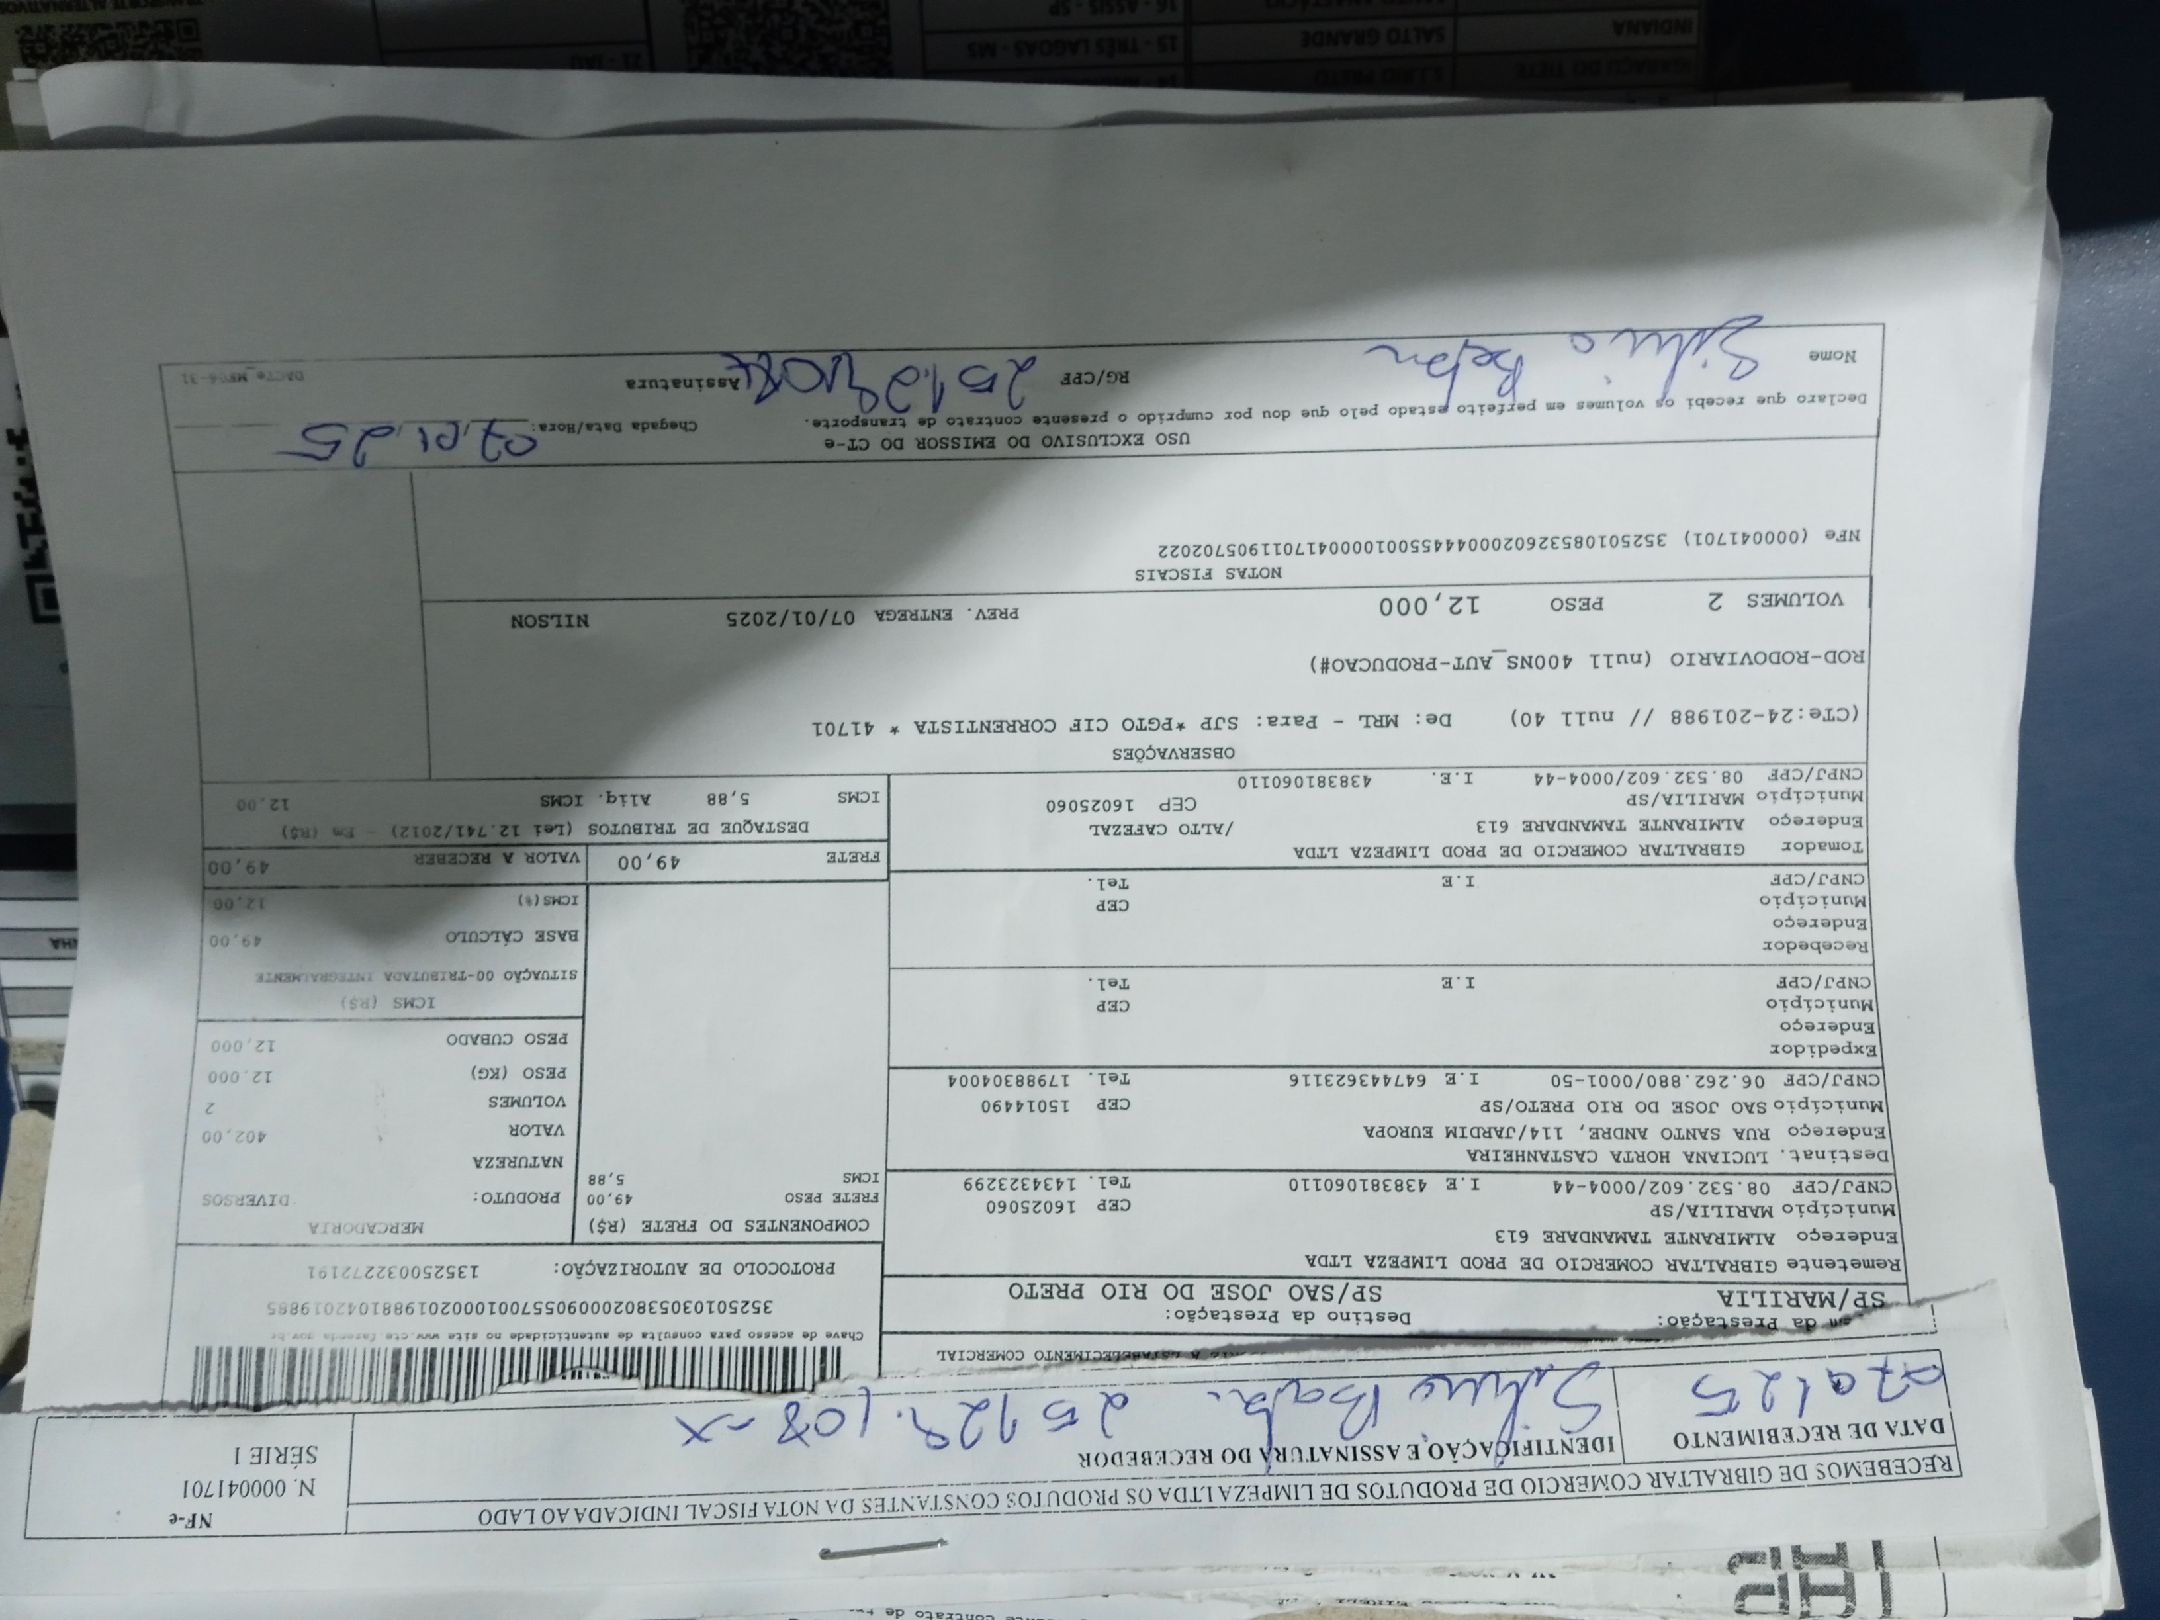 RECEBEMOS DE GIBRALTAR COMERCIO DE PRODUTOS DE LIMPEZA LTDA OS PRODUTOS CONSTANTES DA NOTA FISCAL INDICADA AO LADO
NF-e
N. 000041701
SÉRIE 1
DATA DE RECEBIMENTO
IDENTIFICAÇÃO E ASSINATURA DO RECEBEDOR
Chave de acesso para consulta de autenticidade no site www.cte.fazenda.gov.br
35250103053802000905570010002019881042019885
PROTOCOLO DE AUTORIZAÇÃO: 135250032272191
Destino da Prestação:
SP/MARILIA SP/SAO JOSE DO RIO PRETO
Remetente GIBRALTAR COMERCIO DE PROD LIMPEZA LTDA
Endereço ALMIRANTE TAMANDARE 613
Município MARILIA/SP CEP 16025060
CNPJ/CPF 08.532.602/0004-44 I.E 438381060110 Tel. 1434323299
Destinat. LUCIANA HORTA CASTANHEIRA
Endereço RUA SANTO ANDRE, 114/JARDIM EUROPA
Município SAO JOSE DO RIO PRETO/SP CEP 15014490
CNPJ/CPF 06.262.880/0001-50 I.E 647443623116 Tel. 17988304004
Expedidor
Endereço
Município CEP
CNPJ/CPF I.E Tel.
Recebedor
Endereço
Município CEP
CNPJ/CPF I.E Tel.
Tomador GIBRALTAR COMERCIO DE PROD LIMPEZA LTDA
Endereço ALMIRANTE TAMANDARE 613 /ALTO CAFEZAL
Município MARILIA/SP CEP 16025060
CNPJ/CPF 08.532.602/0004-44 I.E. 438381060110
COMPONENTES DO FRETE (R$)
FRETE PESO 49,00
ICMS 5,88
MERCADORIA
PRODUTO: DIVERSOS
NATUREZA
VALOR 402,00
VOLUMES 2
PESO (KG) 12.000
PESO CUBADO 12,000
ICMS (R$)
SITUAÇÃO 00-TRIBUTADA INTEGRALMENTE
BASE CÁLCULO 49,00
ICMS(%) 12,00
FRETE 49,00 VALOR A RECEBER 49,00
DESTAQUE DE TRIBUTOS (Lei 12.741/2012) - Em (R$)
ICMS 5,88 Aliq. ICMS 12.00
OBSERVAÇÕES
(CTe:24-201988 // null 40) De: MRL - Para: SJP *PGTO CIF CORRENTISTA * 41701
ROD-RODOVIARIO (null 400NS_AUT-PRODUCAO#)
VOLUMES 2 PESO 12,000 PREV. ENTREGA 07/01/2025 NILSON
NOTAS FISCAIS
NFe (000041701) 35250108532602000444550010000417011905702022
USO EXCLUSIVO DO EMISSOR DO CT-e
Chegada Data/Hora: 07.01.25
Declaro que recebi os volumes em perfeito estado pelo que dou por cumprido o presente contrato de transporte.
Nome RG/CPF Assinatura
DACTe_MP06-31